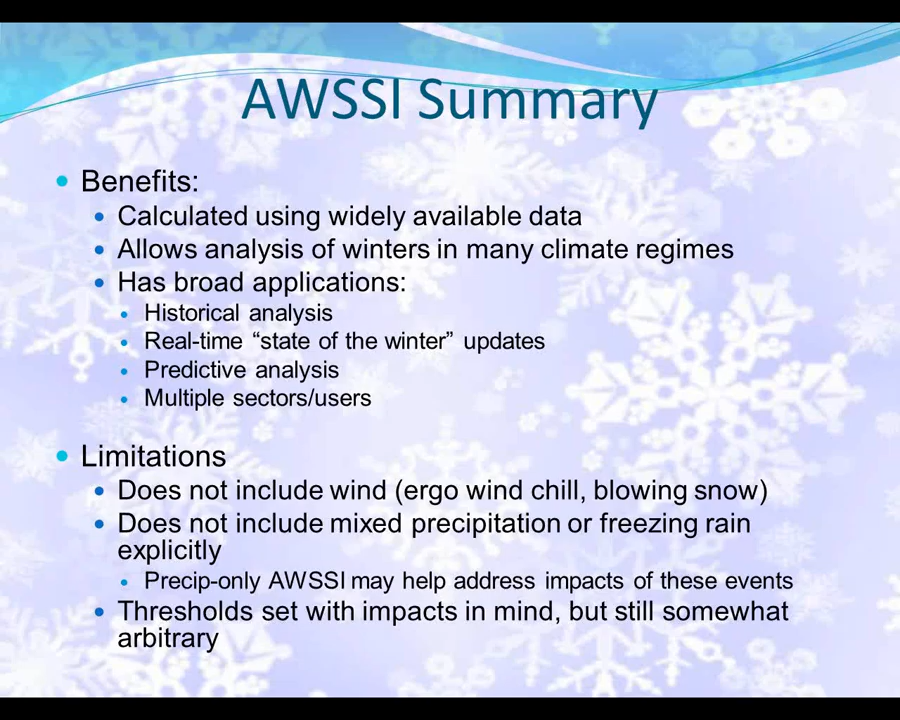 AWSSI Summary
Benefits:
Calculated using widely available data
Allows analysis of winters in many climate regimes
Has broad applications:
Historical analysis
Real-time “state of the winter” updates
Predictive analysis
Multiple sectors/users
Limitations
Does not include wind (ergo wind chill, blowing snow)
Does not include mixed precipitation or freezing rain
explicitly
Precip-only AWSSI may help address impacts of these events
Thresholds set with impacts in mind, but still somewhat
arbitrary